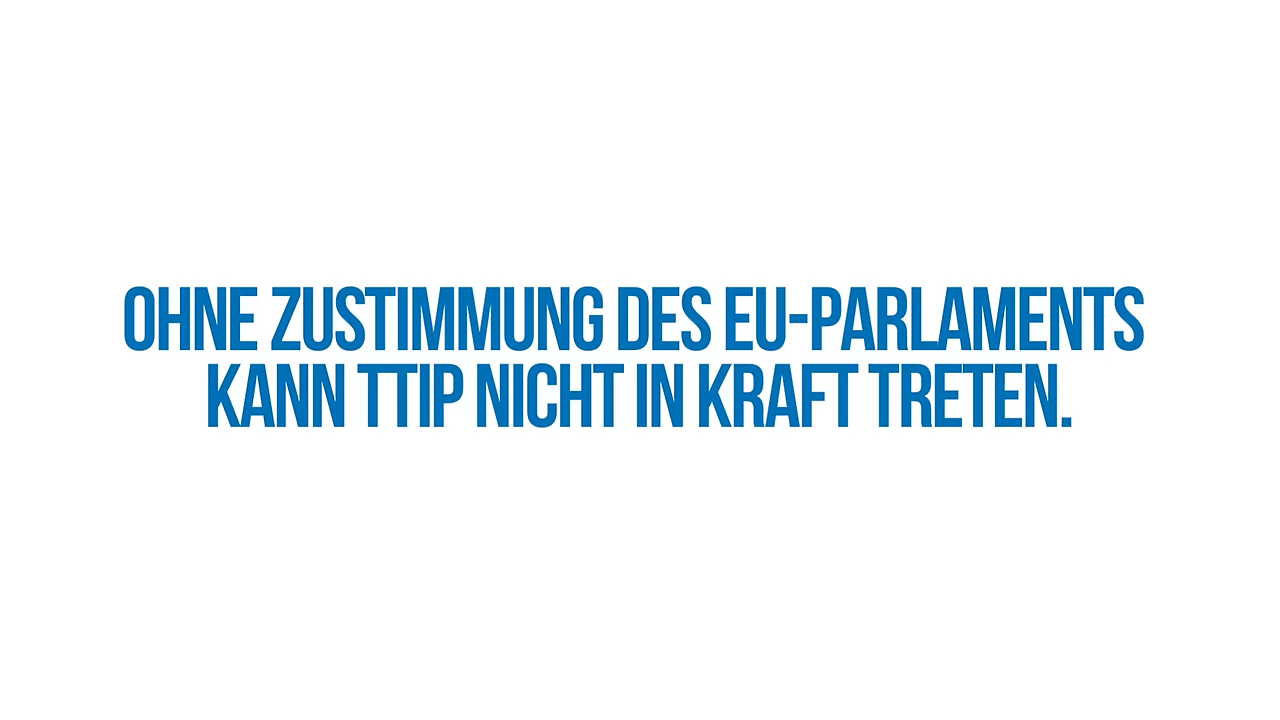 OHNE ZUSTIMMUNG DES EU-PARLAMENTS
KANN TTIP NICHT IN KRAFT TRETEN.